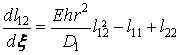 dl₁₂/dξ = Ehr²/D₁ l₁₂² − l₁₁ + l₂₂